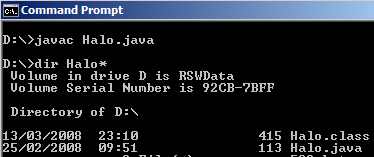 Command Prompt
D:\>javac Halo.java
D:\>dir Halo*
Volume in drive D is RSWData
Volume Serial Number is 92CB-7BFF
Directory of D:\
13/03/2008 23:10 415 Halo.class
25/02/2008 09:51 113 Halo.java